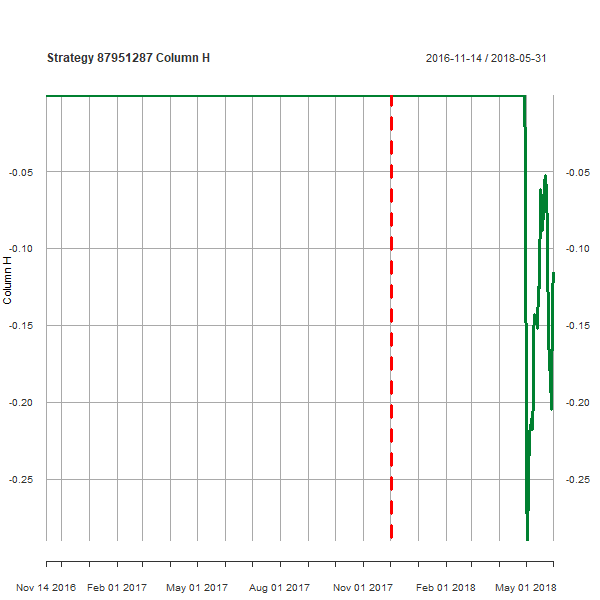 Strategy 87951287 Column H
2016-11-14 / 2018-05-31
-0.05 -0.05
-0.10 -0.10
-0.15 -0.15
-0.20 -0.20
-0.25 -0.25
Column H
Nov 14 2016 Feb 01 2017 May 01 2017 Aug 01 2017 Nov 01 2017 Feb 01 2018 May 01 2018